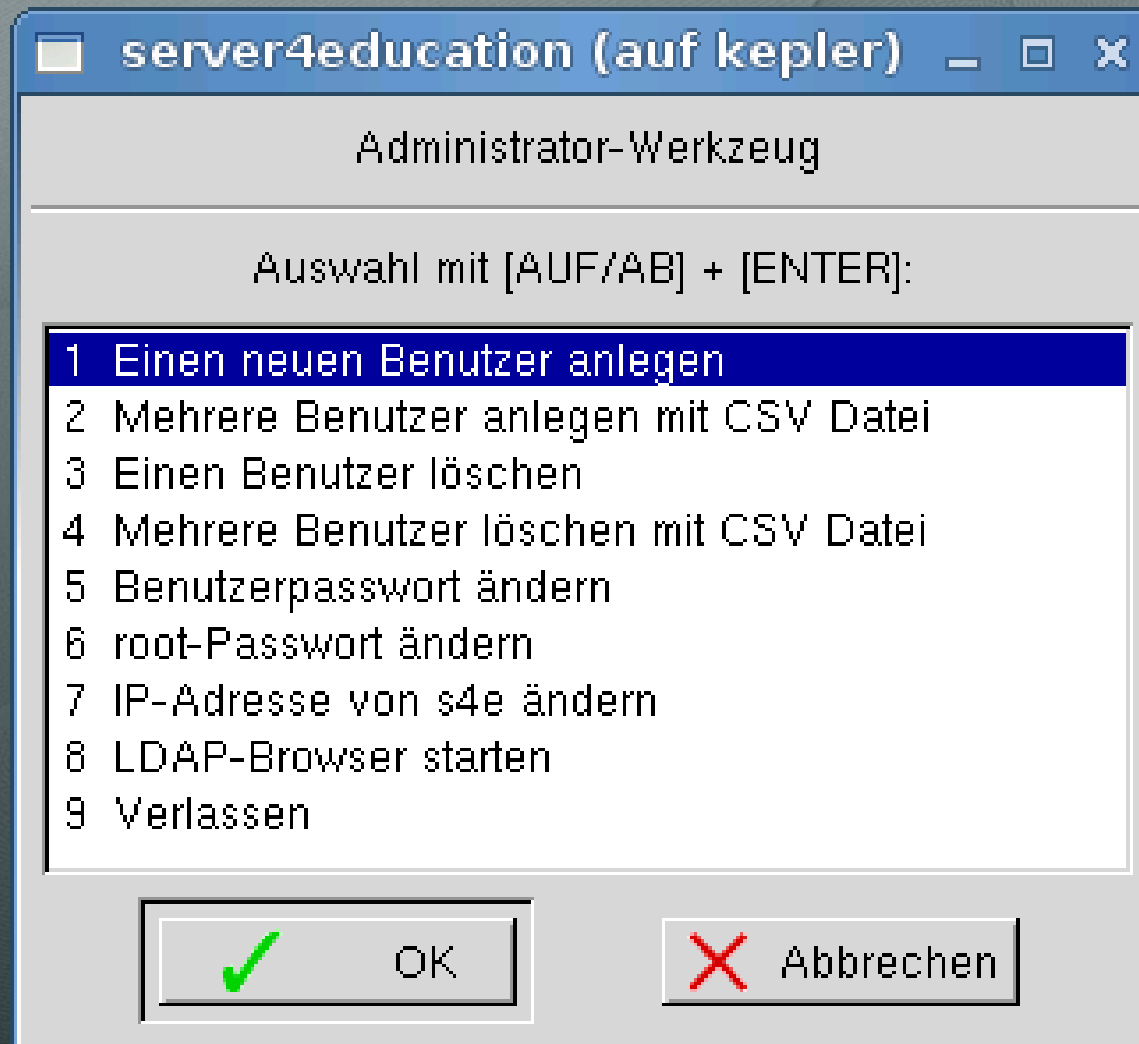 server4education (auf kepler)
Administrator-Werkzeug
Auswahl mit [AUF/AB] + [ENTER]:
1 Einen neuen Benutzer anlegen
2 Mehrere Benutzer anlegen mit CSV Datei
3 Einen Benutzer löschen
4 Mehrere Benutzer löschen mit CSV Datei
5 Benutzerpasswort ändern
6 root-Passwort ändern
7 IP-Adresse von s4e ändern
8 LDAP-Browser starten
9 Verlassen
OK Abbrechen